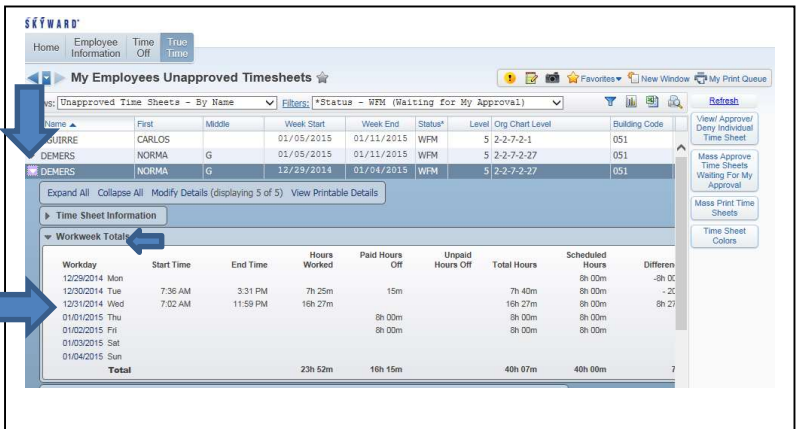 SKYWARD
Home Employee Information Time Off True Time
My Employees Unapproved Timesheets Favorites New Window My Print Queue
ws: Unapproved Time Sheets - By Name Filters: *Status - WFM (Waiting for My Approval) Refresh
Name First Middle Week Start Week End Status* Level Org Chart Level Building Code
GUIRRE CARLOS 01/05/2015 01/11/2015 WFM 5 2-2-7-2-1 051
DEMERS NORMA G 01/05/2015 01/11/2015 WFM 5 2-2-7-2-27 051
DEMERS NORMA G 12/29/2014 01/04/2015 WFM 5 2-2-7-2-27 051
View/ Approve/ Deny Individual Time Sheet
Mass Approve Time Sheets Waiting For My Approval
Mass Print Time Sheets
Time Sheet Colors
Expand All Collapse All Modify Details (displaying 5 of 5) View Printable Details
Time Sheet Information
Workweek Totals
Workday Start Time End Time Hours Worked Paid Hours Off Unpaid Hours Off Total Hours Scheduled Hours Differen
12/29/2014 Mon 8h 00m -8h 00
12/30/2014 Tue 7:36 AM 3:31 PM 7h 25m 15m 7h 40m 8h 00m - 20
12/31/2014 Wed 7:02 AM 11:59 PM 16h 27m 16h 27m 8h 00m 8h 27
01/01/2015 Thu 8h 00m 8h 00m 8h 00m
01/02/2015 Fri 8h 00m 8h 00m 8h 00m
01/03/2015 Sat
01/04/2015 Sun
Total 23h 52m 16h 15m 40h 07m 40h 00m 7